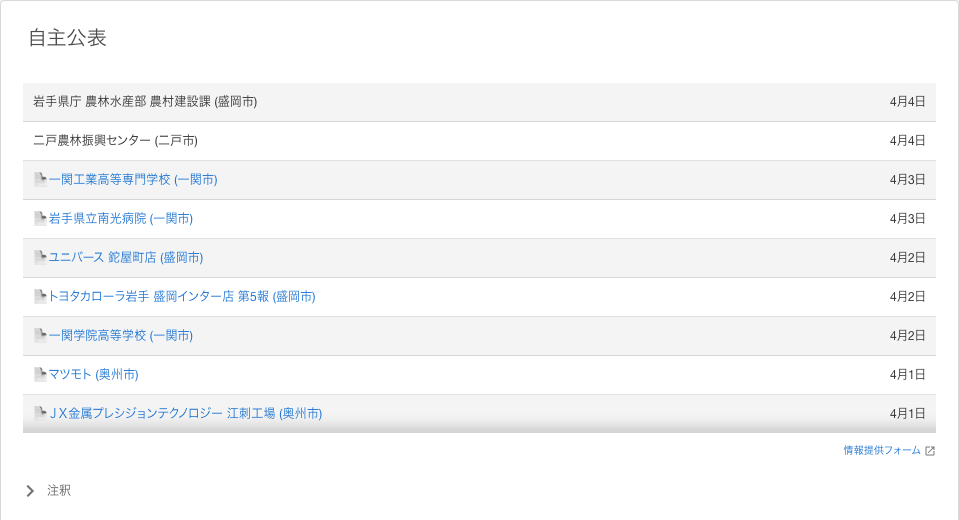 自主公表
岩手県庁 農林水産部 農村建設課 (盛岡市) 4月4日
二戸農林振興センター (二戸市) 4月4日
一関工業高等専門学校 (一関市) 4月3日
岩手県立南光病院 (一関市) 4月3日
ユニバース 鉈屋町店 (盛岡市) 4月2日
トヨタカローラ岩手 盛岡インター店 第5報 (盛岡市) 4月2日
一関学院高等学校 (一関市) 4月2日
マツモト (奥州市) 4月1日
JX金属プレシジョンテクノロジー 江刺工場 (奥州市) 4月1日
情報提供フォーム
注釈